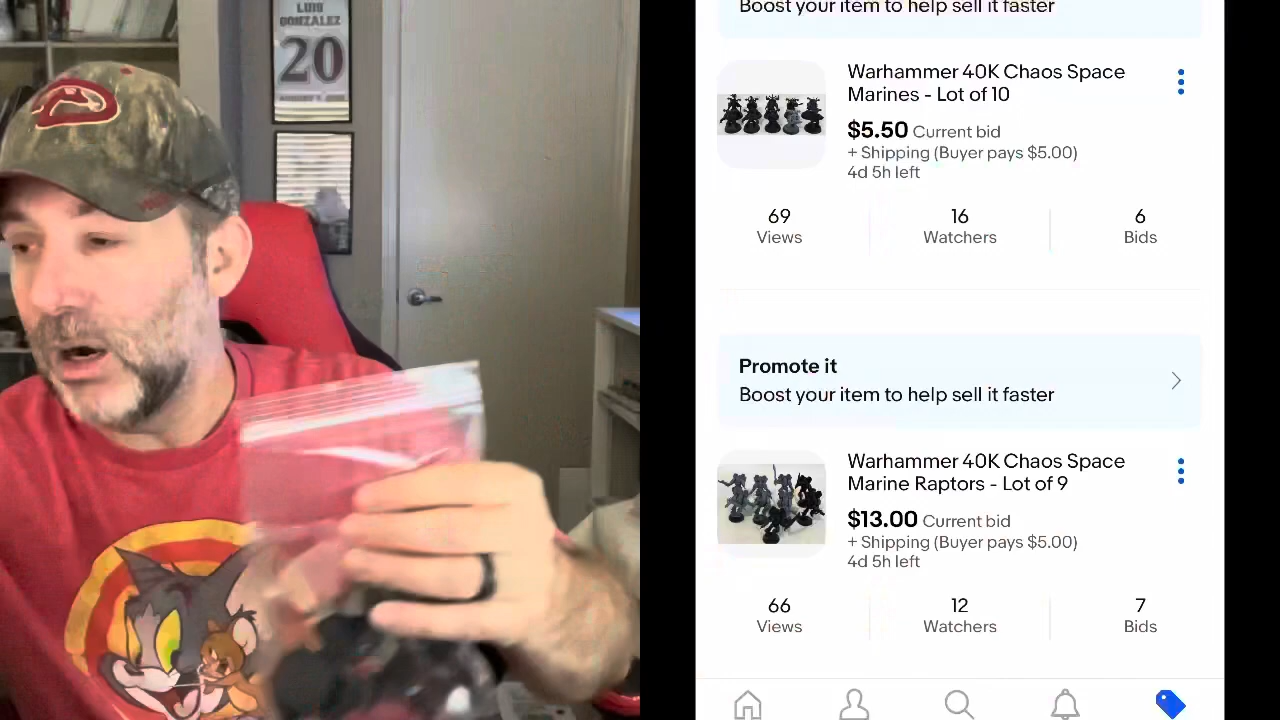 LUIS
GONZALEZ
20
Boost your item to help sell it faster
Warhammer 40K Chaos Space
Marines - Lot of 10
$5.50 Current bid
+ Shipping (Buyer pays $5.00)
4d 5h left
69
Views
16
Watchers
6
Bids
Promote it
Boost your item to help sell it faster
Warhammer 40K Chaos Space
Marine Raptors - Lot of 9
$13.00 Current bid
+ Shipping (Buyer pays $5.00)
4d 5h left
66
Views
12
Watchers
7
Bids